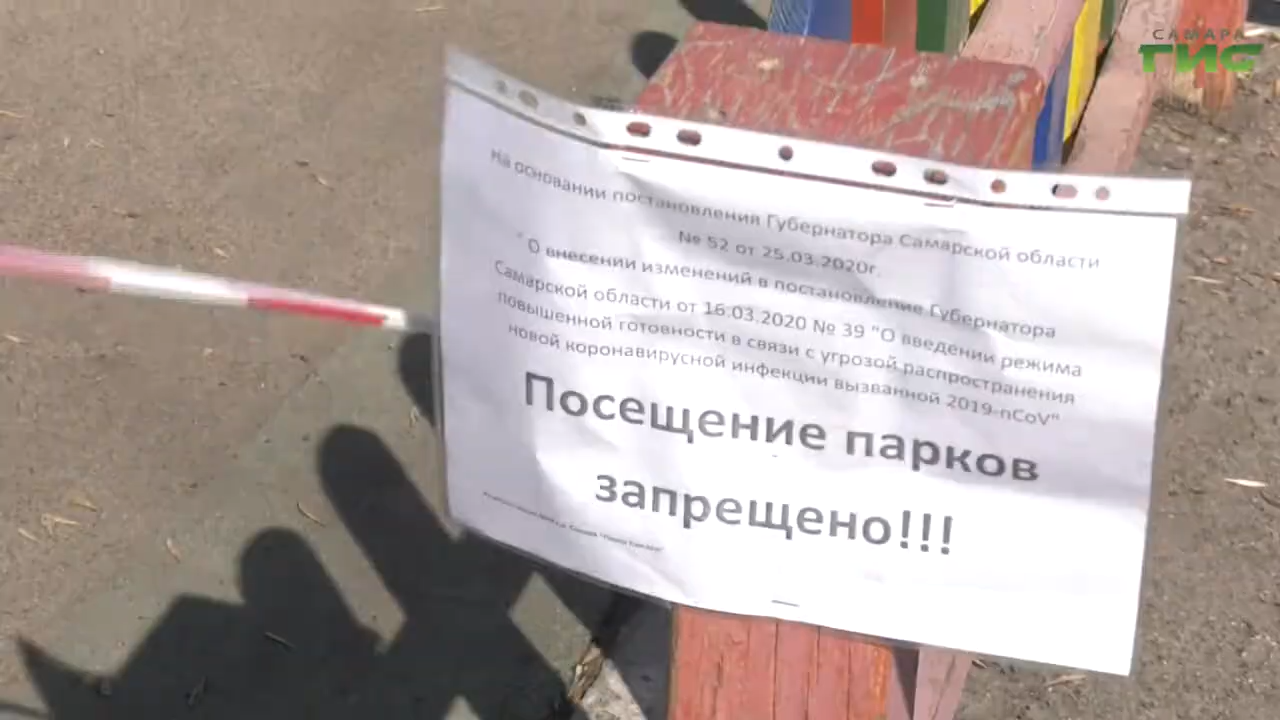 САМАРА
ГИС
На основании постановления Губернатора Самарской области
№ 52 от 25.03.2020г.
" О внесении изменений в постановление Губернатора
Самарской области от 16.03.2020 № 39 "О введении режима
повышенной готовности в связи с угрозой распространения
новой коронавирусной инфекции вызванной 2019-nCoV"
Посещение парков
запрещено!!!